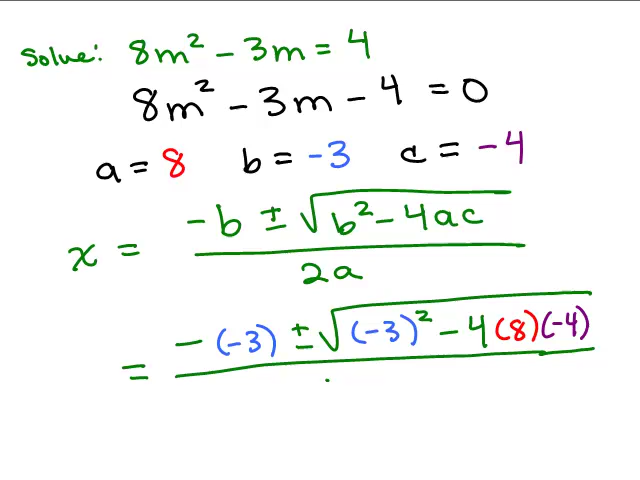 Solve: 8m² - 3m = 4
8m² - 3m - 4 = 0
a = 8 b = -3 c = -4
x = (-b ± √(b² - 4ac)) / 2a
= (-(-3) ± √((-3)² - 4(8)(-4))) /